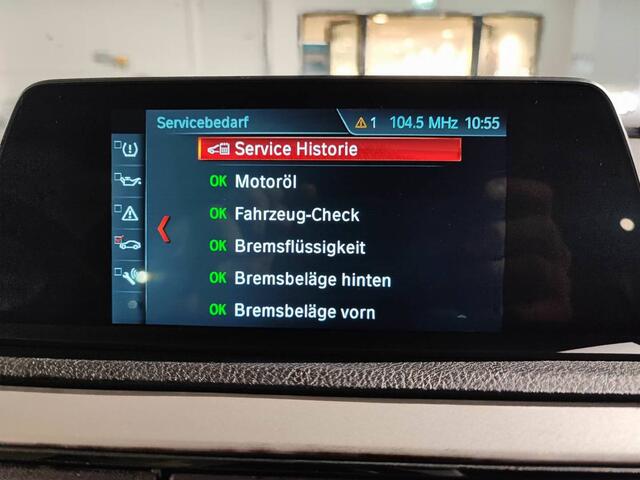 Servicebedarf
1 104.5 MHz 10:55
Service Historie
OK Motoröl
OK Fahrzeug-Check
OK Bremsflüssigkeit
OK Bremsbeläge hinten
OK Bremsbeläge vorn